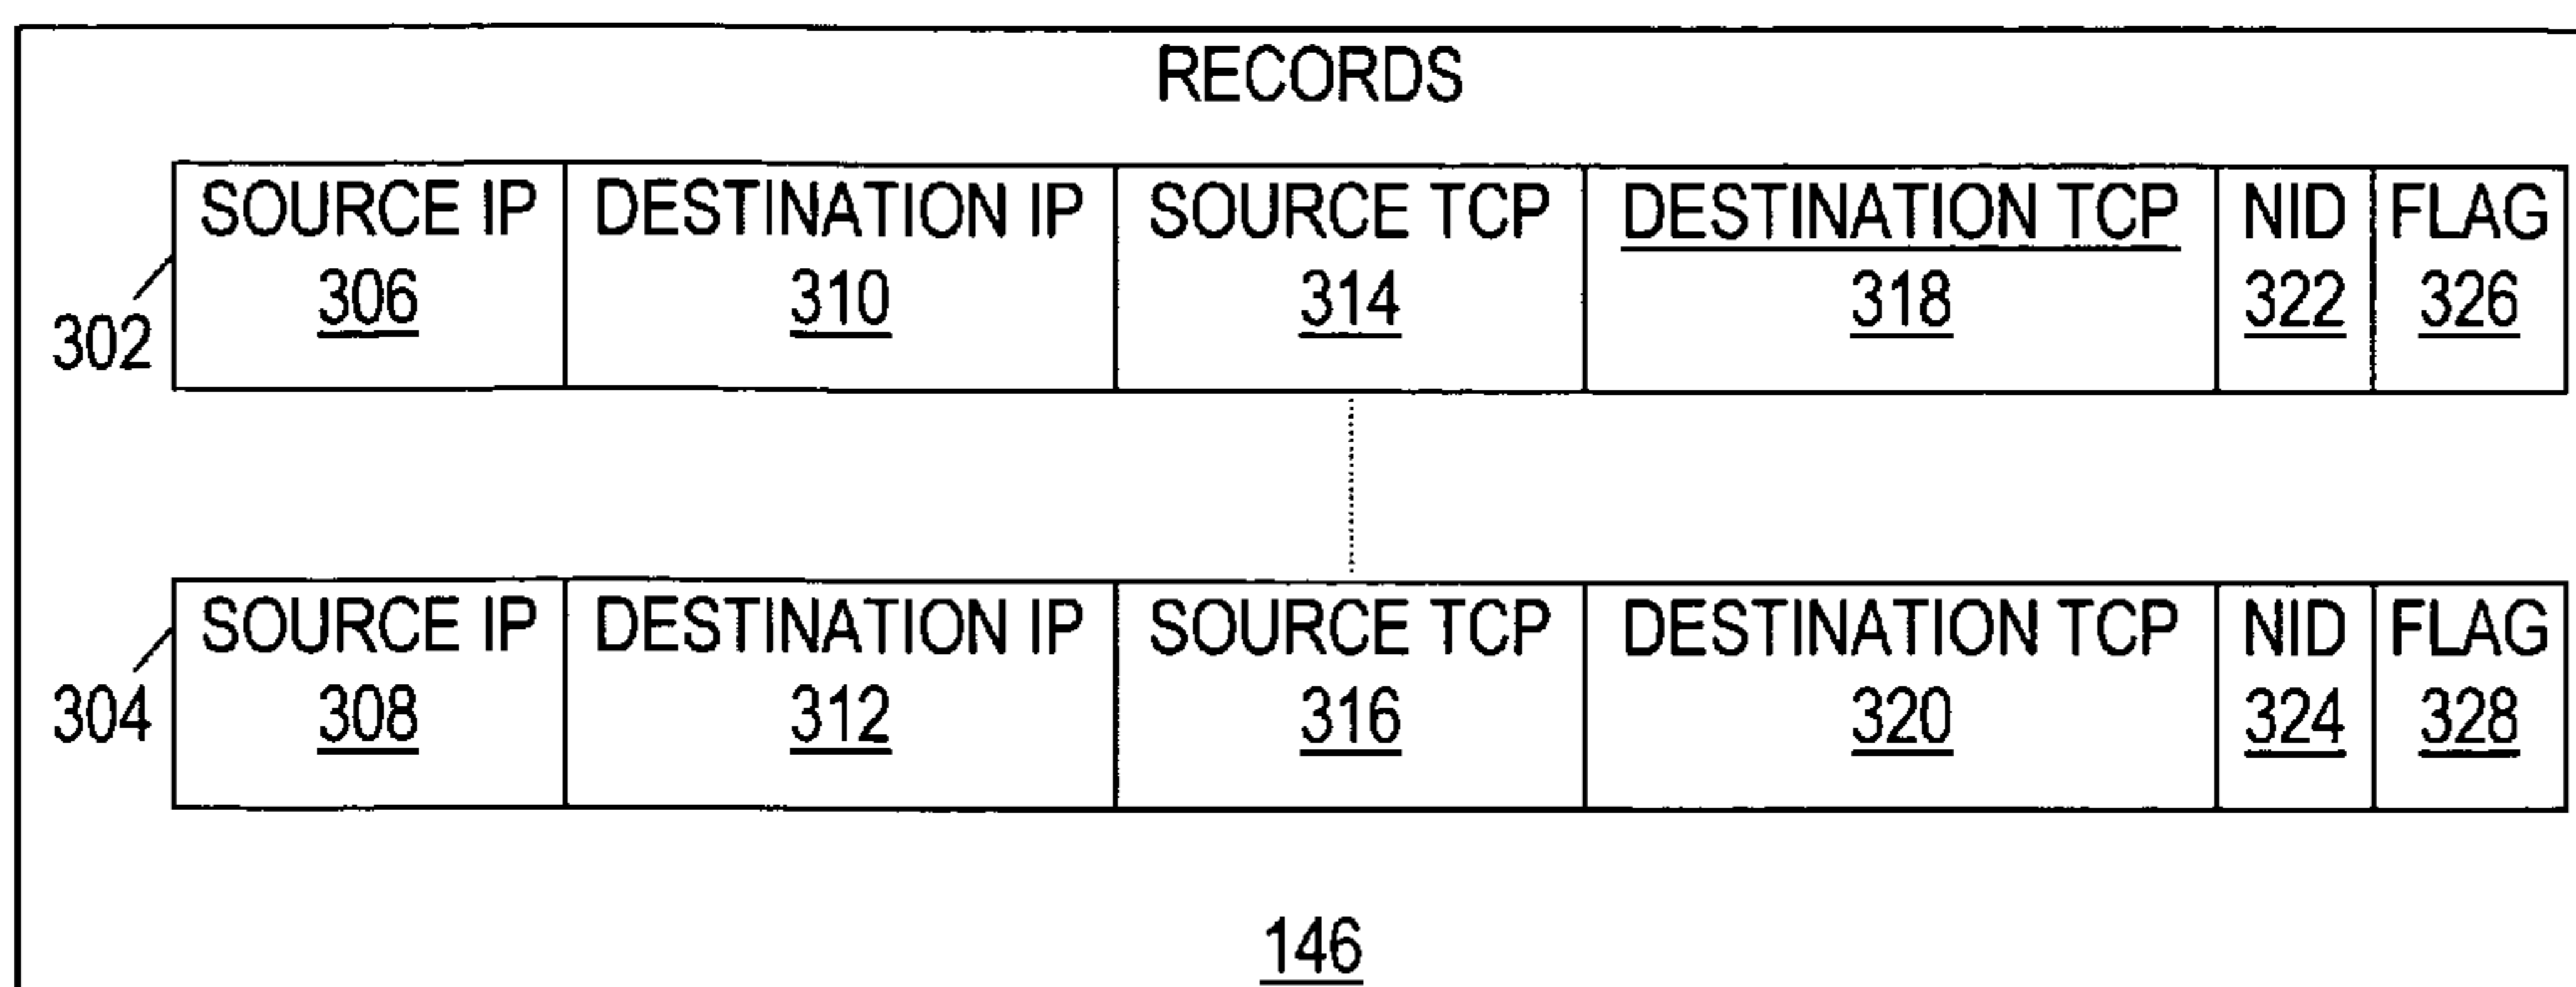 RECORDS
SOURCE IP DESTINATION IP SOURCE TCP DESTINATION TCP NID FLAG
306 310 314 318 322 326
302
SOURCE IP DESTINATION IP SOURCE TCP DESTINATION TCP NID FLAG
304 308 312 316 320 324 328
146